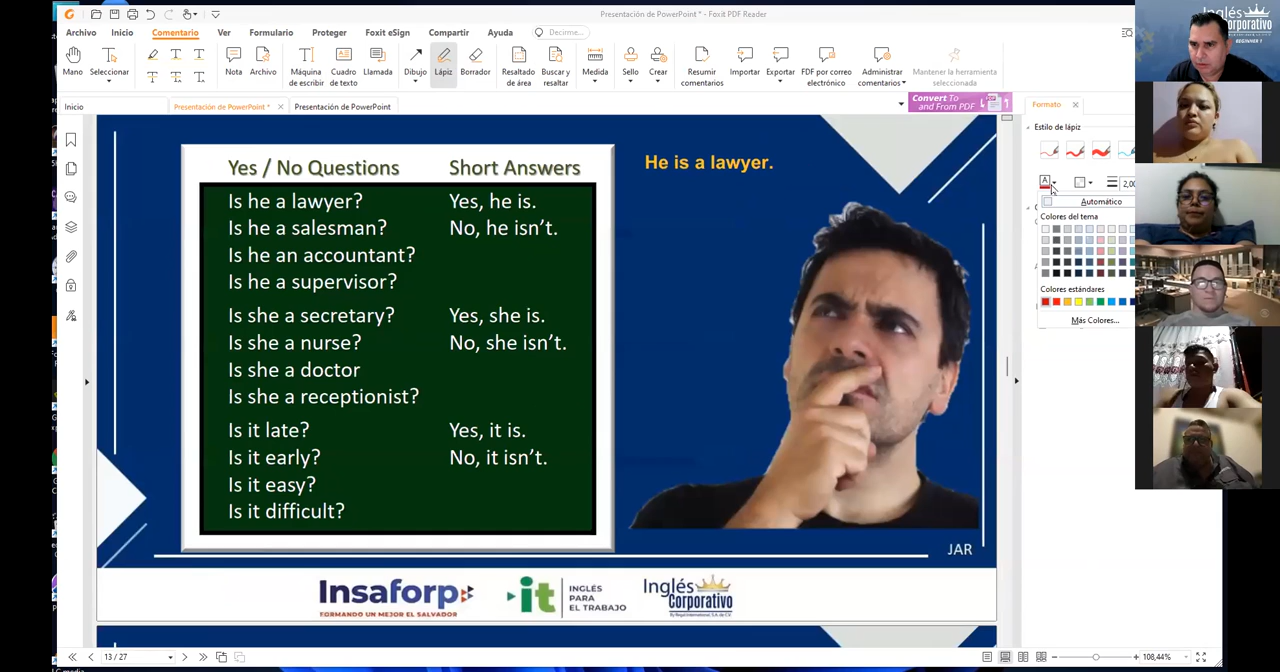 Presentación de PowerPoint * - Foxit PDF Reader
Archivo Inicio Comentario Ver Formulario Proteger Foxit eSign Compartir Ayuda Decirme...
Mano
Seleccionar
Nota
Archivo
Máquina de escribir
Cuadro de texto
Llamada
Dibujo
Lápiz
Borrador
Resaltado de área
Buscar y resaltar
Medida
Sello
Crear
Resumir comentarios
Importar
Exportar
FDF por correo electrónico
Administrar comentarios
Mantener la herramienta seleccionada
Inicio
Presentación de PowerPoint *
Presentación de PowerPoint
Convert To and From PDF
Formato
Estilo de lápiz
2,00
Automático
Colores del tema
Colores estándares
Más Colores...
Yes / No Questions Short Answers
Is he a lawyer? Yes, he is.
Is he a salesman? No, he isn't.
Is he an accountant?
Is he a supervisor?
Is she a secretary? Yes, she is.
Is she a nurse? No, she isn't.
Is she a doctor
Is she a receptionist?
Is it late? Yes, it is.
Is it early? No, it isn't.
Is it easy?
Is it difficult?
He is a lawyer.
JAR
Insaforp
FORMANDO UN MEJOR EL SALVADOR
it
INGLÉS
PARA
EL TRABAJO
Inglés
Corporativo
13 / 27
108,44%
Inglés
Corporativo
BEGINNER 1